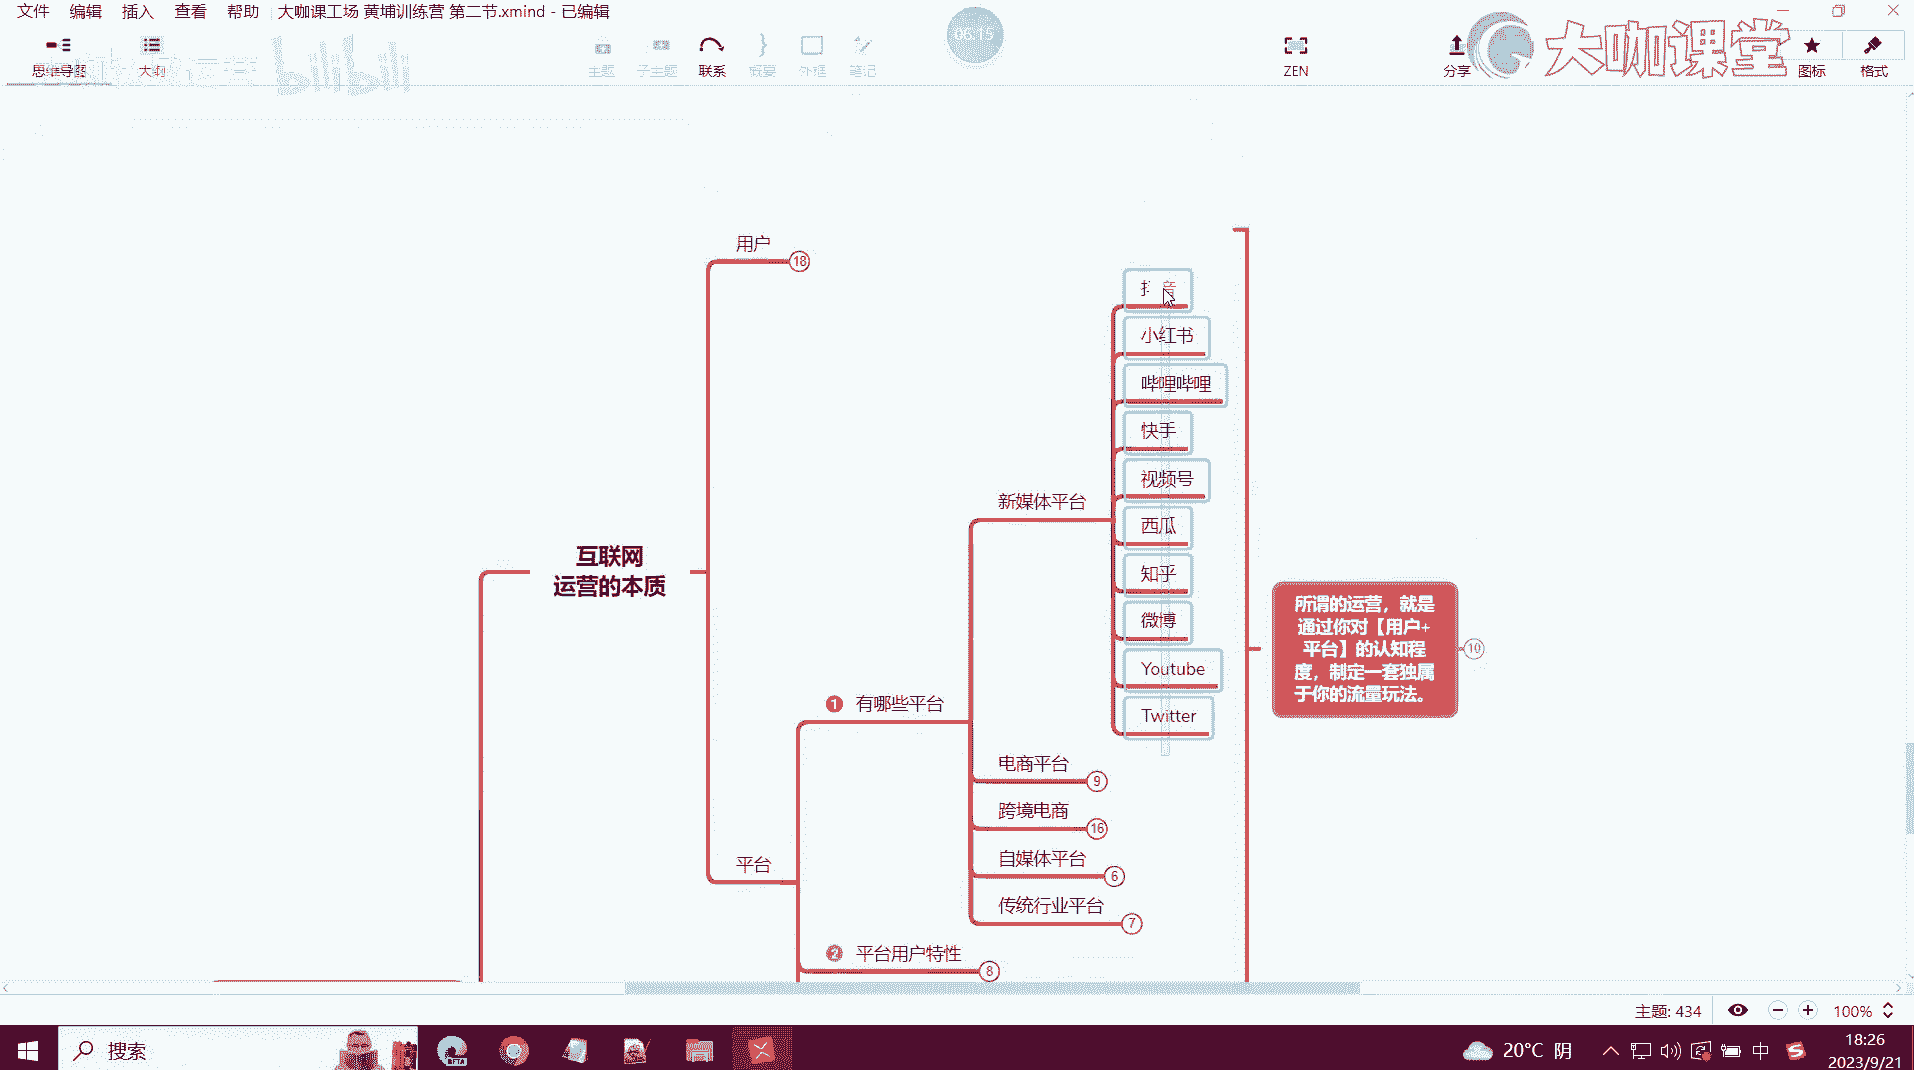 文件 编辑 插入 查看 帮助 大咖课工场 黄埔训练营 第二节.xmind - 已编辑
思维导图
大纲
主题
子主题
联系
概要
外框
笔记
06:15
ZEN
分享
大咖课堂
图标
格式
bilibili
用户
18
抖音
小红书
哔哩哔哩
快手
视频号
西瓜
知乎
微博
Youtube
Twitter
新媒体平台
互联网
运营的本质
所谓的运营，就是
通过你对【用户+
平台】的认知程
度，制定一套独属
于你的流量玩法。
10
1 有哪些平台
电商平台
9
跨境电商
16
自媒体平台
6
传统行业平台
7
平台
2 平台用户特性
8
主题: 434
100%
搜索
BETA
20°C 阴
中
18:26
2023/9/21